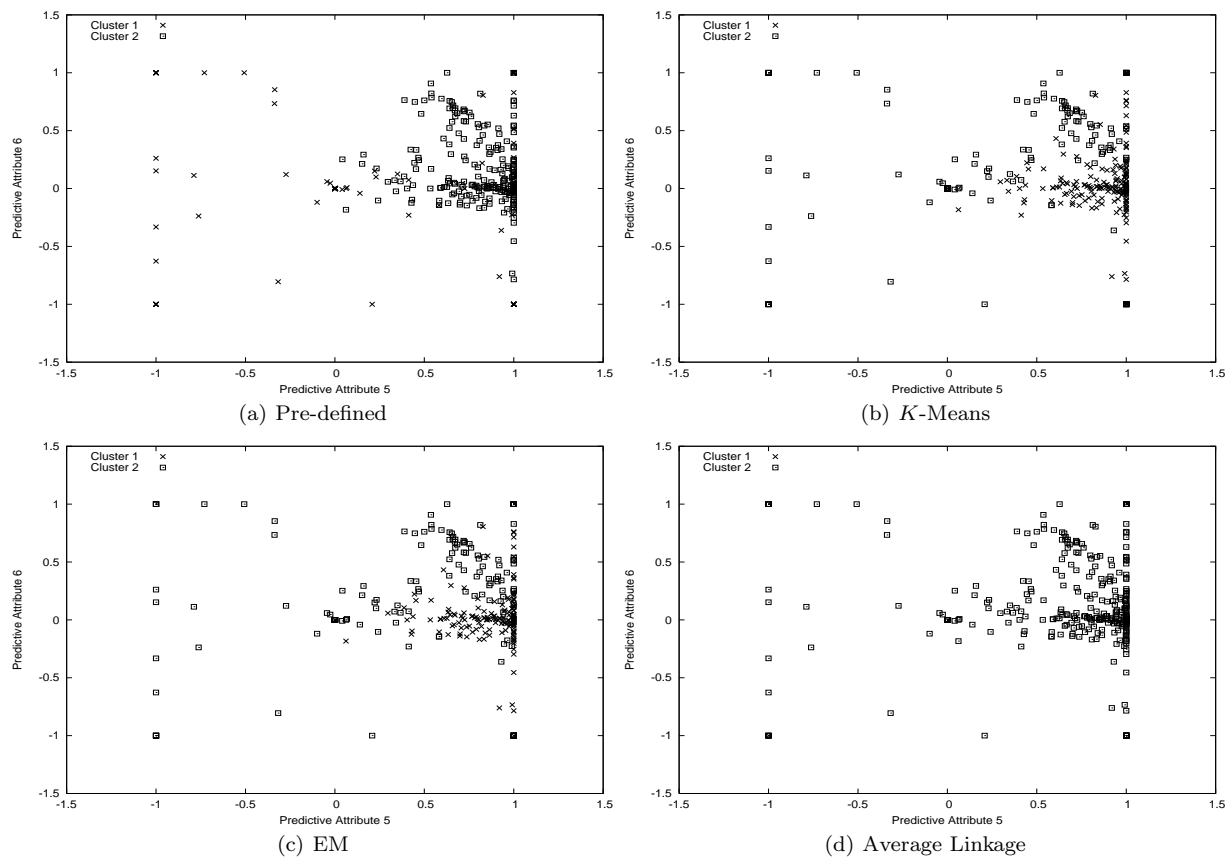 1.5
1
0.5
0
-0.5
-1
-1.5
-1.5 -1 -0.5 0 0.5 1 1.5
Predictive Attribute 6
Predictive Attribute 5
Cluster 1
Cluster 2
(a) Pre-defined
1.5
1
0.5
0
-0.5
-1
-1.5
-1.5 -1 -0.5 0 0.5 1 1.5
Predictive Attribute 6
Predictive Attribute 5
Cluster 1
Cluster 2
(b) K-Means
1.5
1
0.5
0
-0.5
-1
-1.5
-1.5 -1 -0.5 0 0.5 1 1.5
Predictive Attribute 6
Predictive Attribute 5
Cluster 1
Cluster 2
(c) EM
1.5
1
0.5
0
-0.5
-1
-1.5
-1.5 -1 -0.5 0 0.5 1 1.5
Predictive Attribute 6
Predictive Attribute 5
Cluster 1
Cluster 2
(d) Average Linkage